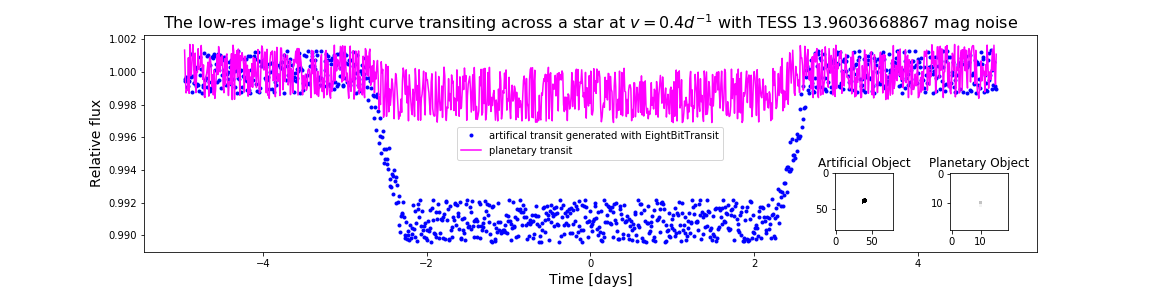 The low-res image's light curve transiting across a star at v = 0.4d⁻¹ with TESS 13.9603668867 mag noise
1.002
1.000
0.998
0.996
0.994
0.992
0.990
Relative flux
artifical transit generated with EightBitTransit
planetary transit
Artificial Object
0
50
0 50
Planetary Object
0
10
0 10
−4 −2 0 2 4
Time [days]